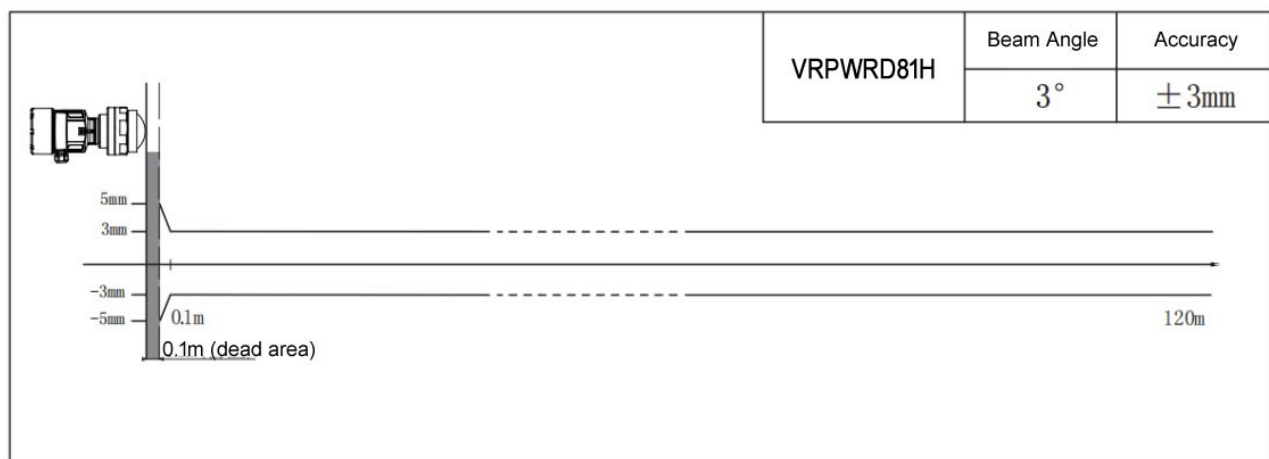 VRPWRD81H
Beam Angle
Accuracy
3°
±3mm
5mm
3mm
-3mm
-5mm
0.1m
120m
0.1m (dead area)